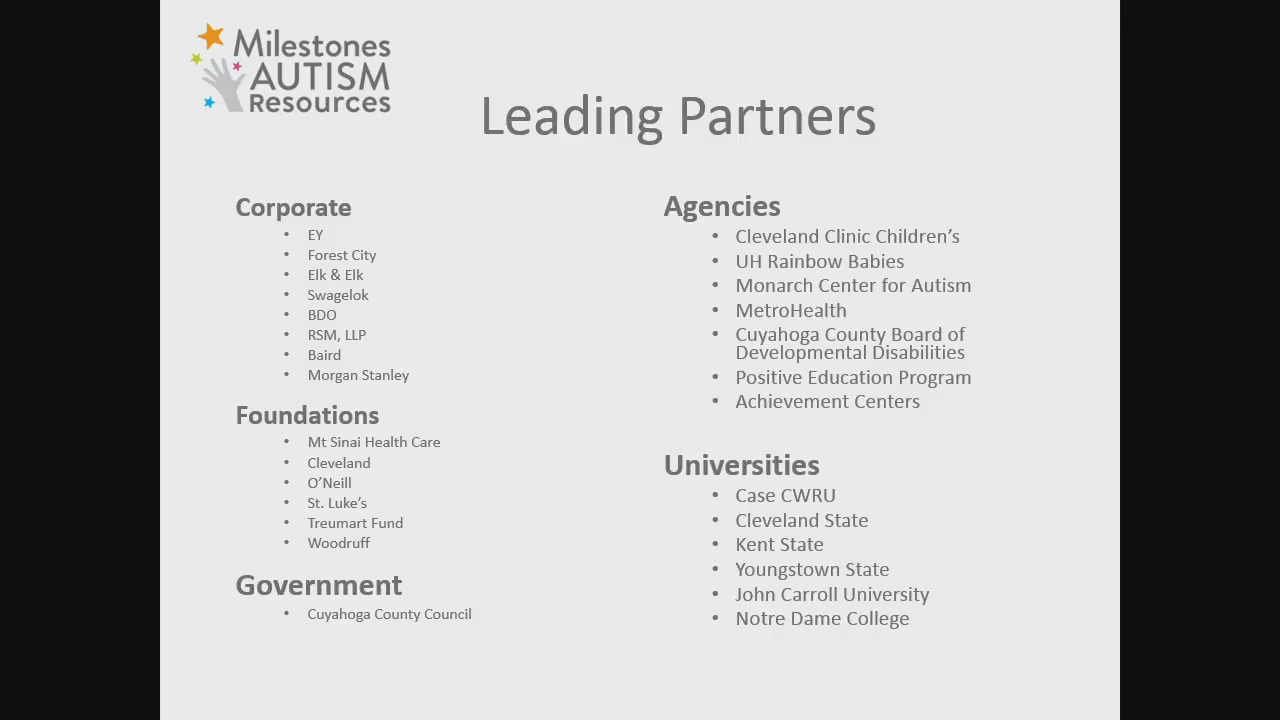 Milestones
AUTISM
Resources
Leading Partners
Corporate
• EY
• Forest City
• Elk & Elk
• Swagelok
• BDO
• RSM, LLP
• Baird
• Morgan Stanley
Foundations
• Mt Sinai Health Care
• Cleveland
• O’Neill
• St. Luke’s
• Treumart Fund
• Woodruff
Government
• Cuyahoga County Council
Agencies
• Cleveland Clinic Children’s
• UH Rainbow Babies
• Monarch Center for Autism
• MetroHealth
• Cuyahoga County Board of
Developmental Disabilities
• Positive Education Program
• Achievement Centers
Universities
• Case CWRU
• Cleveland State
• Kent State
• Youngstown State
• John Carroll University
• Notre Dame College